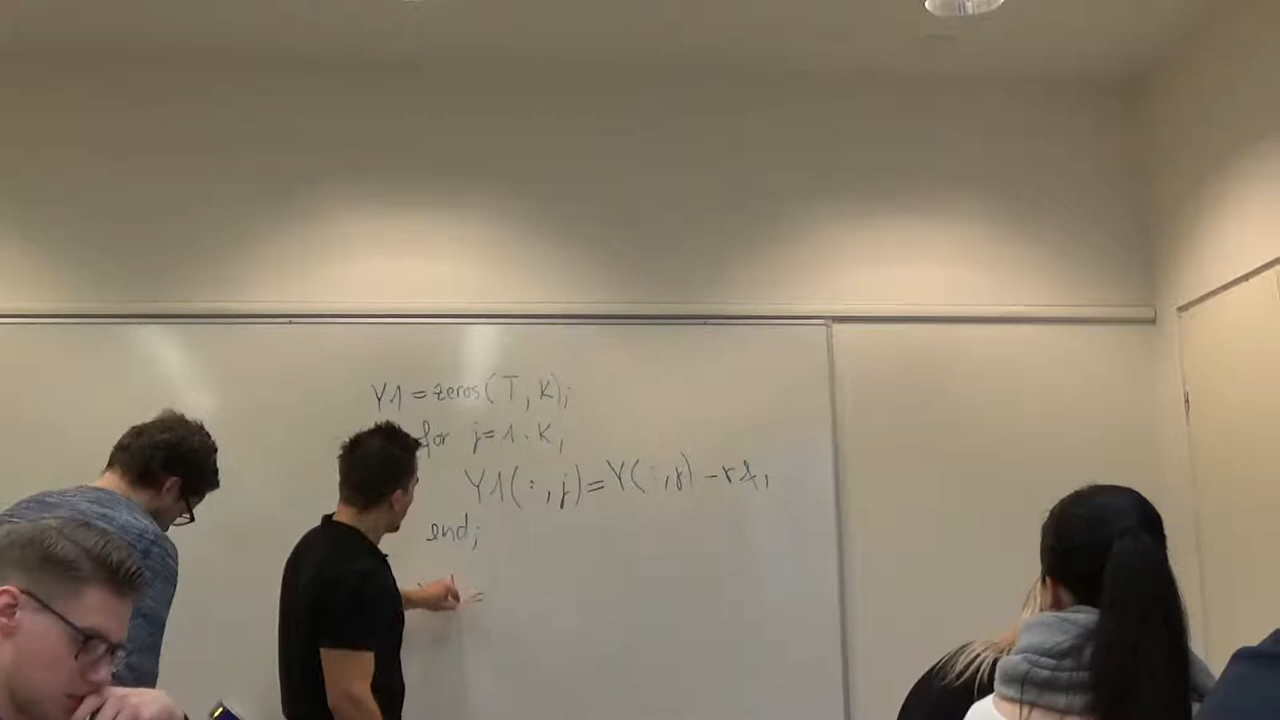 Y1 = zeros(T, K);
for j=1:K,
Y1(:,j)=Y(:,j)-rf;
end;
=